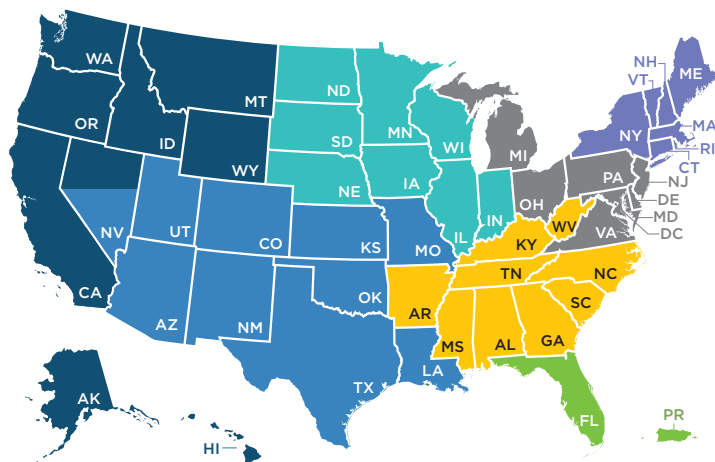 WA
OR
ID
MT
WY
NV
CA
AK
HI
UT
CO
AZ
NM
KS
MO
OK
TX
LA
ND
SD
NE
MN
IA
WI
IL
IN
MI
OH
PA
NJ
DE
MD
DC
VA
WV
KY
TN
NC
SC
AR
MS
AL
GA
FL
PR
NH
VT
ME
NY
MA
RI
CT